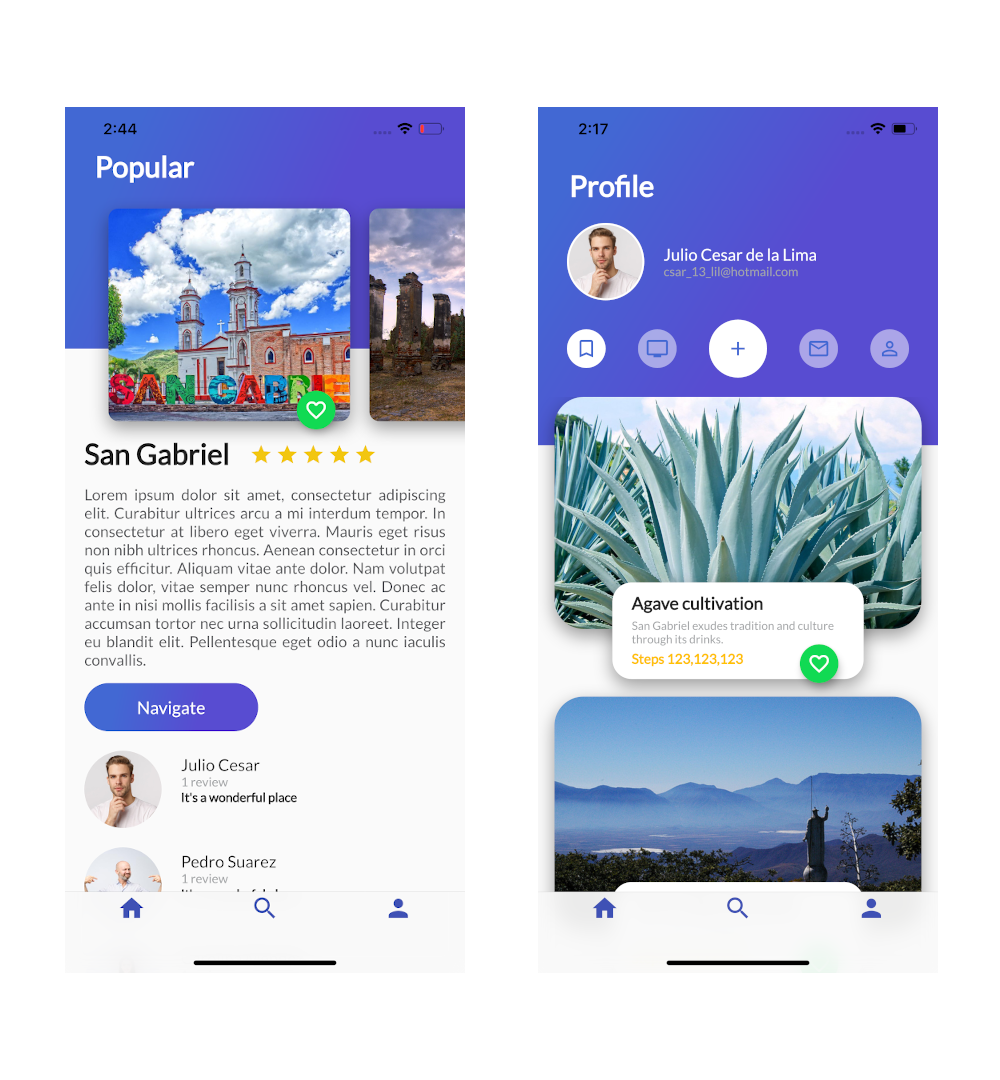 2:44
Popular
SAN GABRIE
San Gabriel
Lorem ipsum dolor sit amet, consectetur adipiscing
elit. Curabitur ultrices arcu a mi interdum tempor. In
consectetur at libero eget viverra. Mauris eget risus
non nibh ultrices rhoncus. Aenean consectetur in orci
quis efficitur. Aliquam vitae ante dolor. Nam volutpat
felis dolor, vitae semper nunc rhoncus vel. Donec ac
ante in nisi mollis facilisis a sit amet sapien. Curabitur
accumsan tortor nec urna sollicitudin laoreet. Integer
eu blandit elit. Pellentesque eget odio a nunc iaculis
convallis.
Navigate
Julio Cesar
1 review
It's a wonderful place
Pedro Suarez
1 review
2:17
Profile
Julio Cesar de la Lima
csar_13_lil@hotmail.com
Agave cultivation
San Gabriel exudes tradition and culture
through its drinks.
Steps 123,123,123